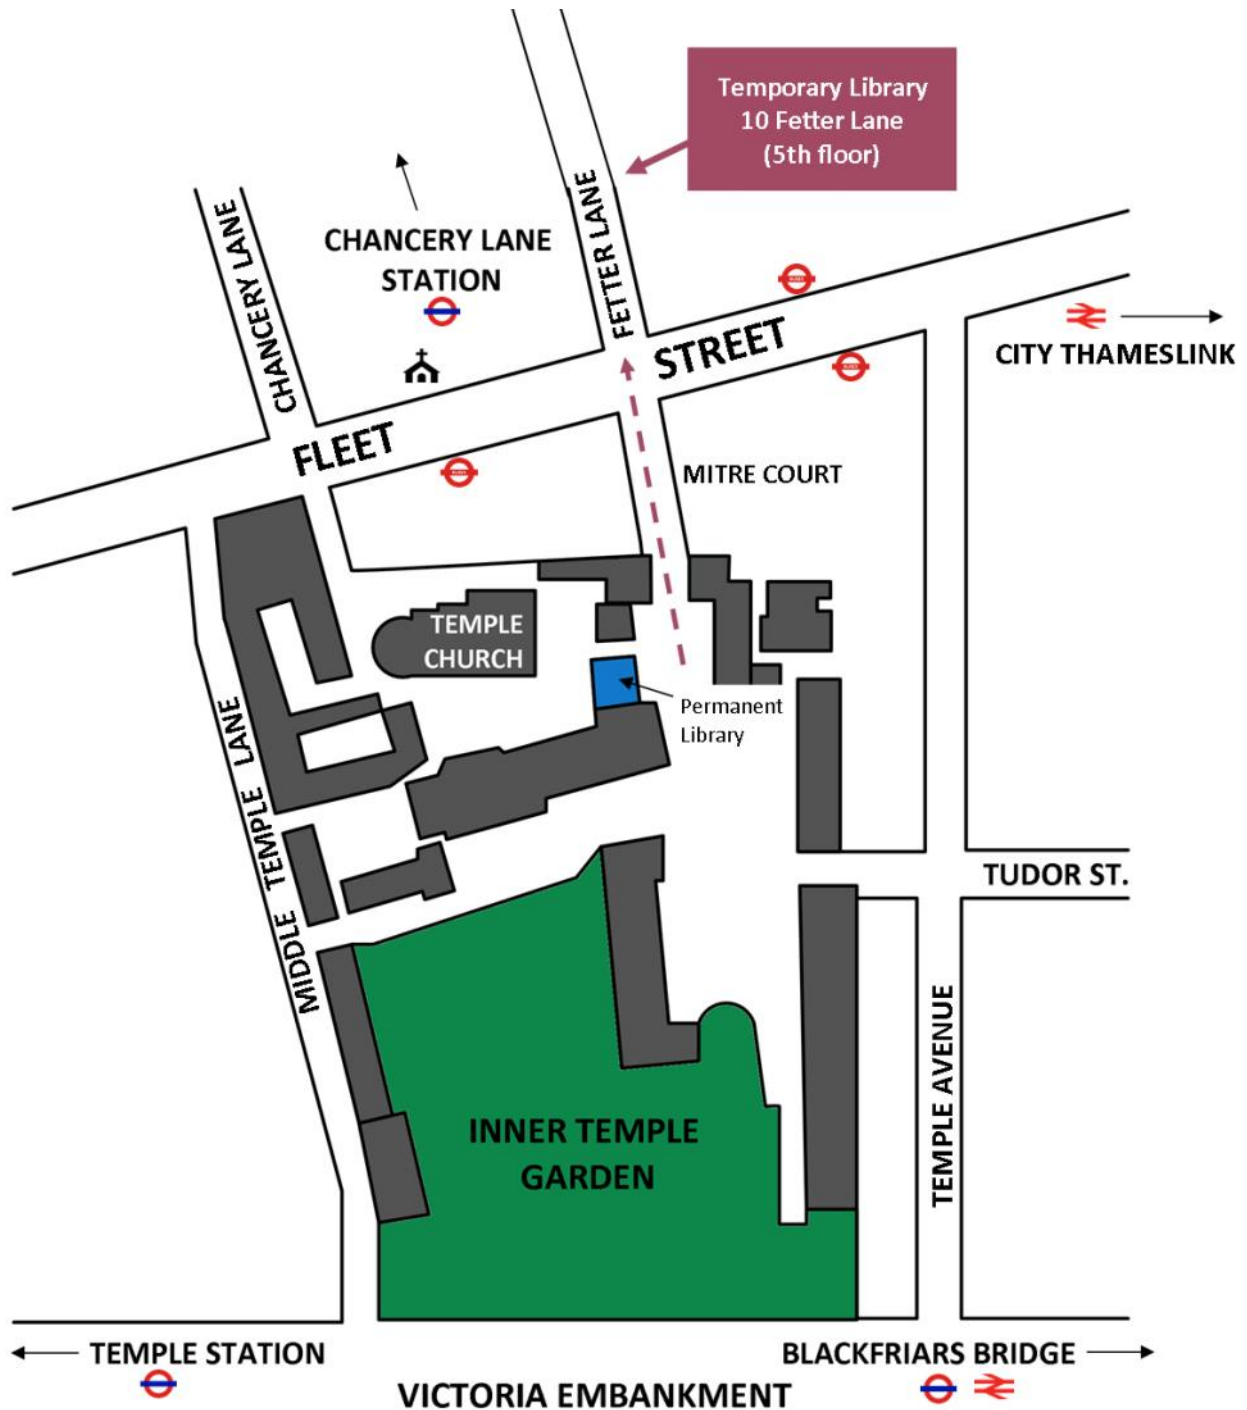 Temporary Library
10 Fetter Lane
(5th floor)
FETTER LANE
CHANCERY LANE
CHANCERY LANE
STATION
STREET
CITY THAMESLINK
FLEET
MITRE COURT
TEMPLE
CHURCH
Permanent
Library
MIDDLE TEMPLE LANE
TUDOR ST.
TEMPLE AVENUE
INNER TEMPLE
GARDEN
TEMPLE STATION
BLACKFRIARS BRIDGE
VICTORIA EMBANKMENT